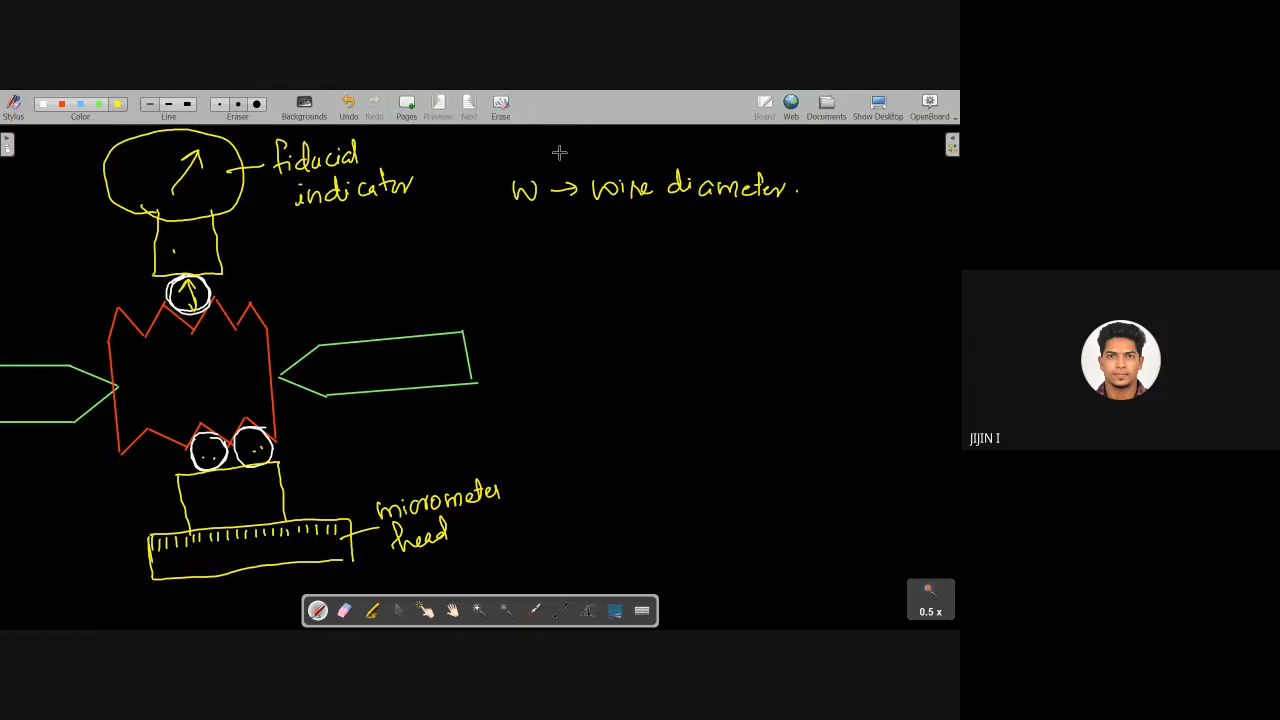 Stylus
Color
Line
Eraser
Backgrounds
Undo
Redo
Pages
Previous
Next
Erase
Board
Web
Documents
Show Desktop
OpenBoard
fiducial
indicator
W → wire diameter.
micrometer
head
JIJIN I
0.5 x